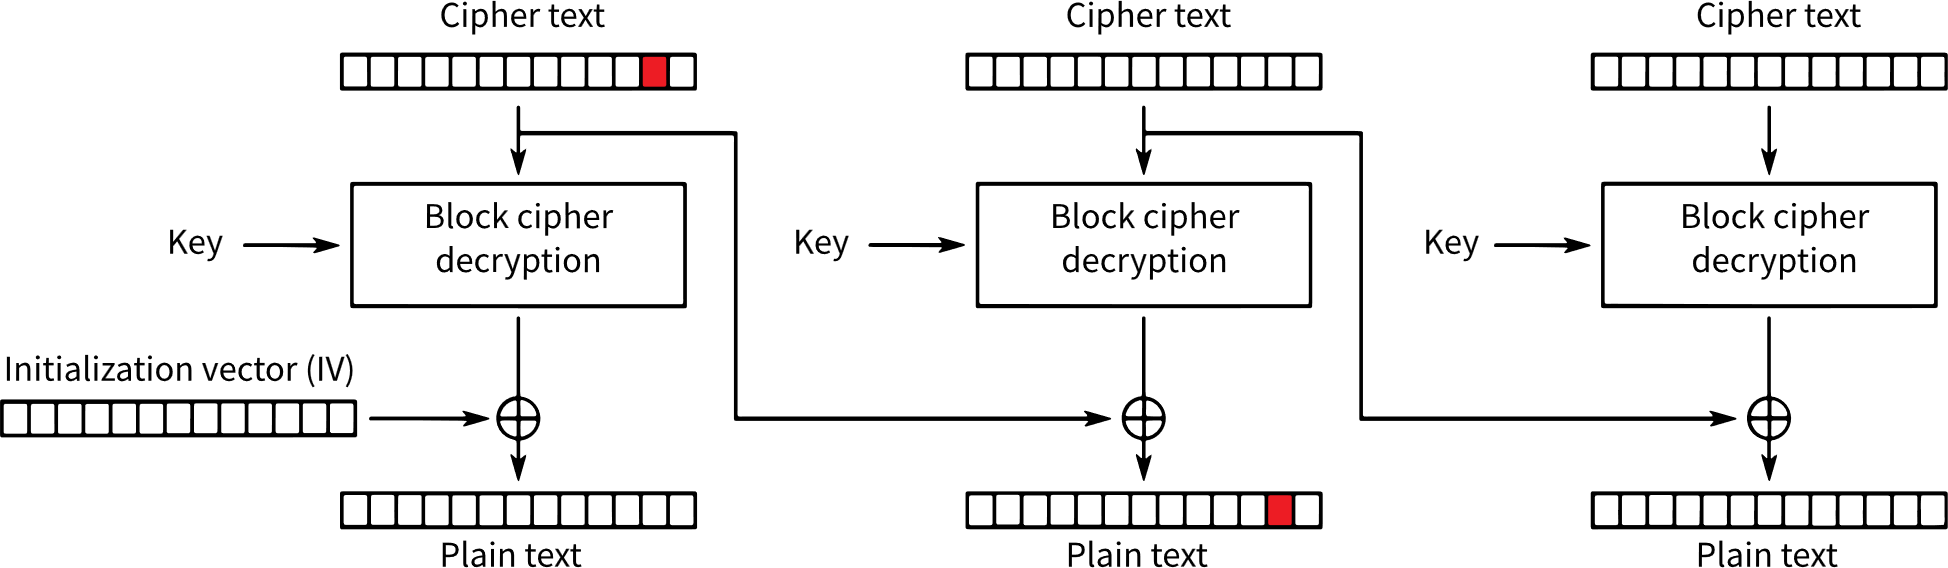 Cipher text
Cipher text
Cipher text
Block cipher
decryption
Block cipher
decryption
Block cipher
decryption
Key
Key
Key
Initialization vector (IV)
Plain text
Plain text
Plain text